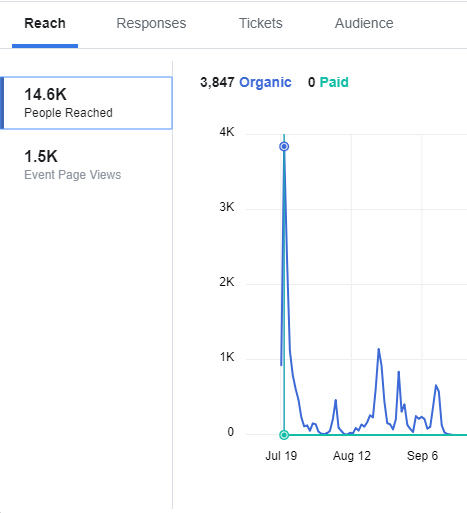 Reach Responses Tickets Audience
14.6K
People Reached
1.5K
Event Page Views
3,847 Organic 0 Paid
4K
3K
2K
1K
0
Jul 19 Aug 12 Sep 6